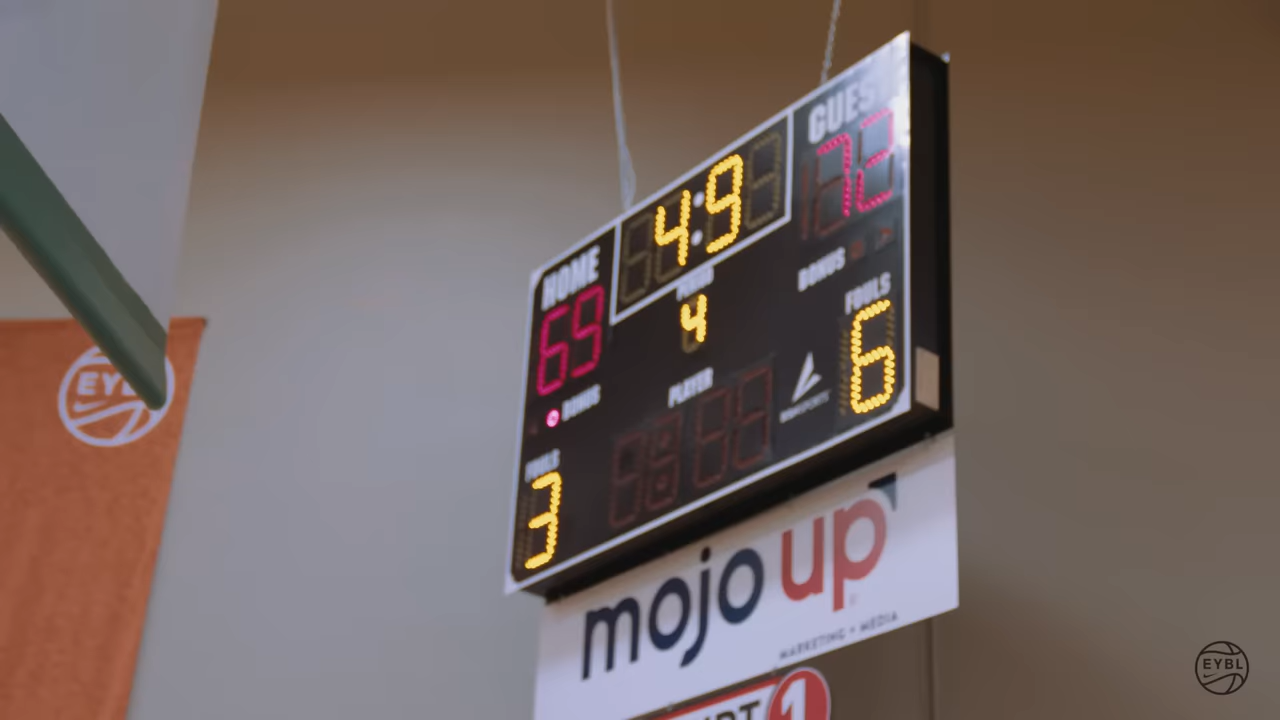 GUEST
72
4:9
HOME
69
PERIOD
4
BONUS
BONUS
FOULS
6
PLAYER
FOULS
3
mojo up
MARKETING + MEDIA
1
EYBL
EYBL